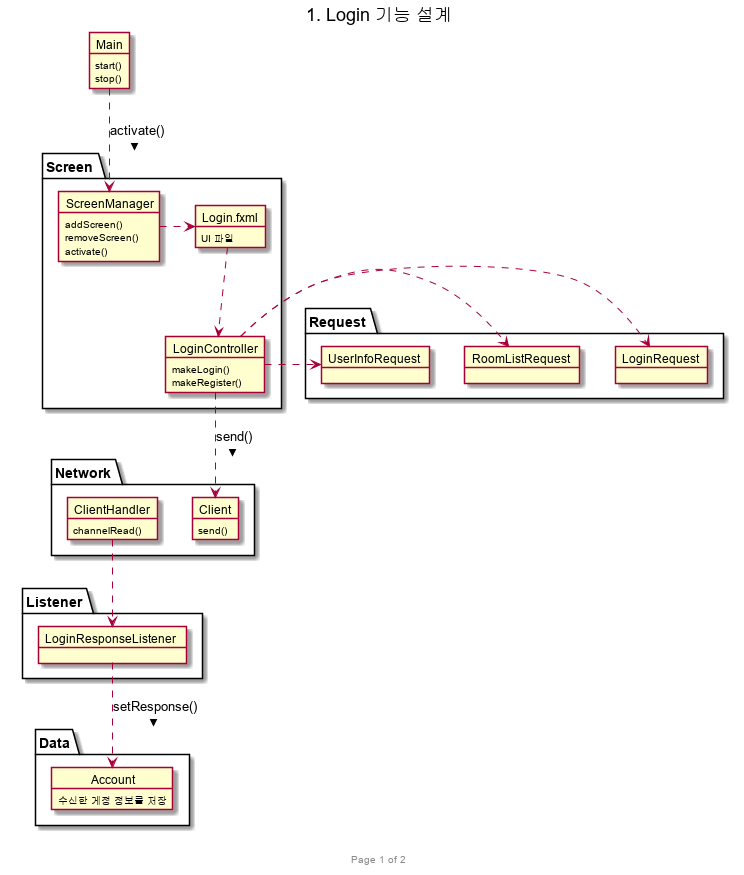 1. Login 기능 설계
Main
start()
stop()
activate()
▼
Screen
ScreenManager
addScreen()
removeScreen()
activate()
Login.fxml
UI 파일
LoginController
makeLogin()
makeRegister()
Request
UserInfoRequest
RoomListRequest
LoginRequest
send()
▼
Network
ClientHandler
channelRead()
Client
send()
Listener
LoginResponseListener
setResponse()
▼
Data
Account
수신한 계정 정보를 저장
Page 1 of 2